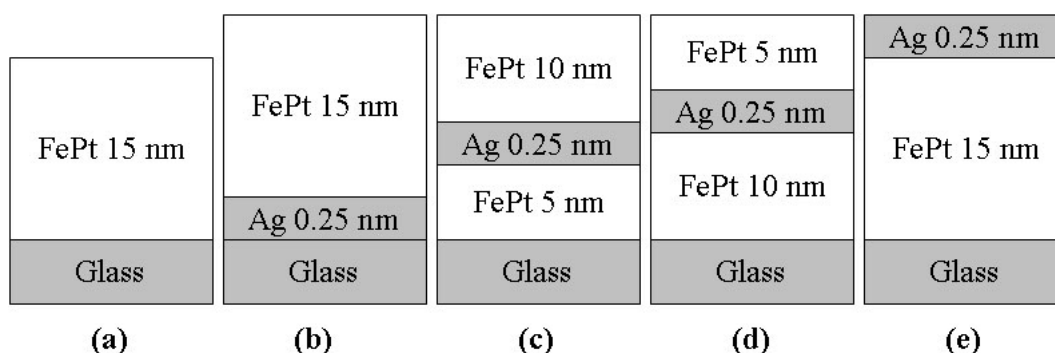 FePt 15 nm
Glass
(a)
FePt 15 nm
Ag 0.25 nm
Glass
(b)
FePt 10 nm
Ag 0.25 nm
FePt 5 nm
Glass
(c)
FePt 5 nm
Ag 0.25 nm
FePt 10 nm
Glass
(d)
Ag 0.25 nm
FePt 15 nm
Glass
(e)